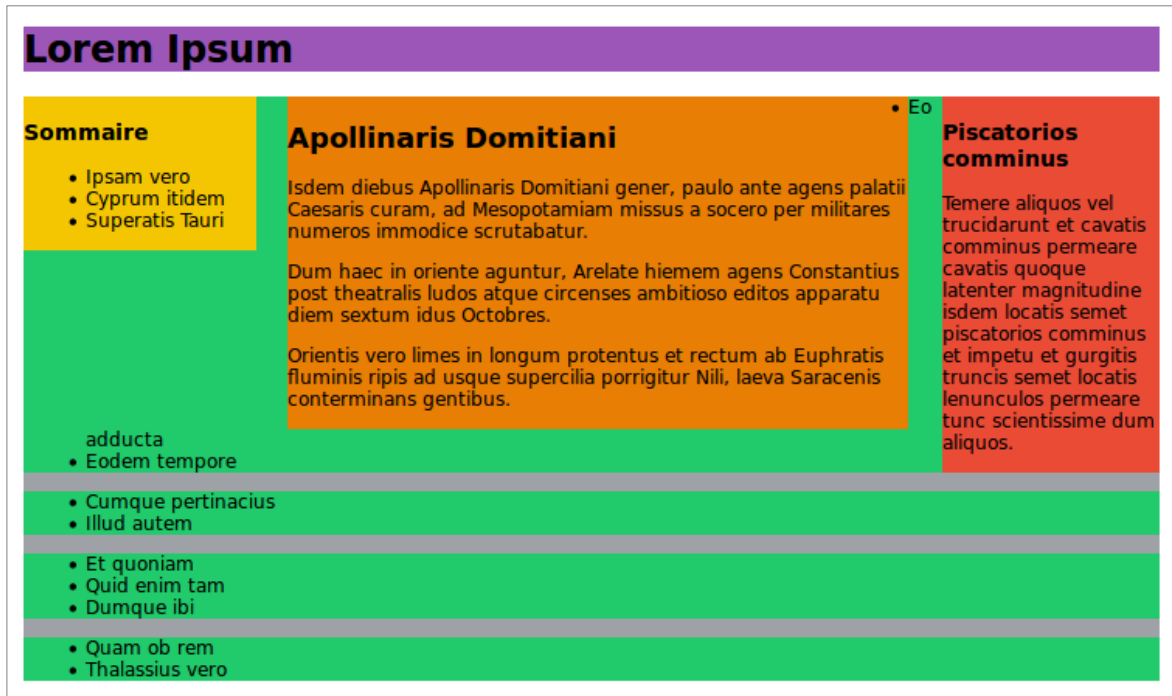 Lorem Ipsum
Sommaire
Ipsam vero
Cyprum itidem
Superatis Tauri
Apollinaris Domitiani
Isdem diebus Apollinaris Domitiani gener, paulo ante agens palatii
Caesaris curam, ad Mesopotamiam missus a socero per militares
numeros immodice scrutabatur.
Dum haec in oriente aguntur, Arelate hiemem agens Constantius
post theatralis ludos atque circenses ambitioso editos apparatu
diem sextum idus Octobres.
Orientis vero limes in longum protentus et rectum ab Euphratis
fluminis ripis ad usque supercilia porrigitur Nili, laeva Saracenis
conterminans gentibus.
Piscatorios
comminus
Temere aliquos vel
trucidarunt et cavatis
comminus permeare
cavatis quoque
latenter magnitudine
isdem locatis semet
piscatorios comminus
et impetu et gurgitis
truncis semet locatis
lenunculos permeare
tunc scientissime dum
aliquos.
Eo
adducta
Eodem tempore
Cumque pertinacius
Illud autem
Et quoniam
Quid enim tam
Dumque ibi
Quam ob rem
Thalassius vero